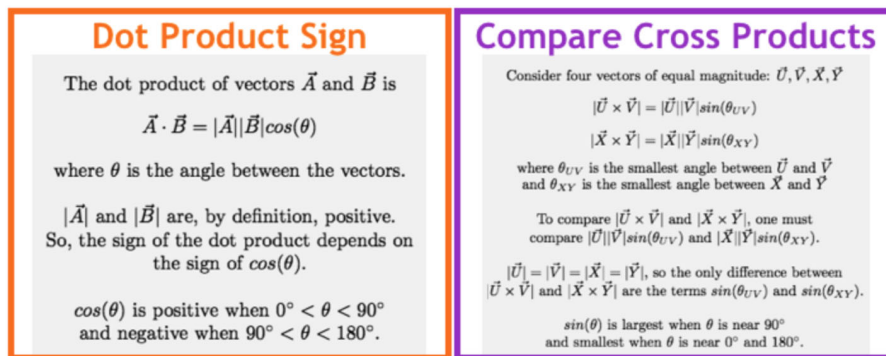 Dot Product Sign
The dot product of vectors A⃗ and B⃗ is
A⃗ · B⃗ = |A⃗||B⃗|cos(θ)
where θ is the angle between the vectors.
|A⃗| and |B⃗| are, by definition, positive.
So, the sign of the dot product depends on
the sign of cos(θ).
cos(θ) is positive when 0° < θ < 90°
and negative when 90° < θ < 180°.
Compare Cross Products
Consider four vectors of equal magnitude: U⃗, V⃗, X⃗, Y⃗
|U⃗ × V⃗| = |U⃗||V⃗|sin(θ_UV)
|X⃗ × Y⃗| = |X⃗||Y⃗|sin(θ_XY)
where θ_UV is the smallest angle between U⃗ and V⃗
and θ_XY is the smallest angle between X⃗ and Y⃗
To compare |U⃗ × V⃗| and |X⃗ × Y⃗|, one must
compare |U⃗||V⃗|sin(θ_UV) and |X⃗||Y⃗|sin(θ_XY).
|U⃗| = |V⃗| = |X⃗| = |Y⃗|, so the only difference between
|U⃗ × V⃗| and |X⃗ × Y⃗| are the terms sin(θ_UV) and sin(θ_XY).
sin(θ) is largest when θ is near 90°
and smallest when θ is near 0° and 180°.